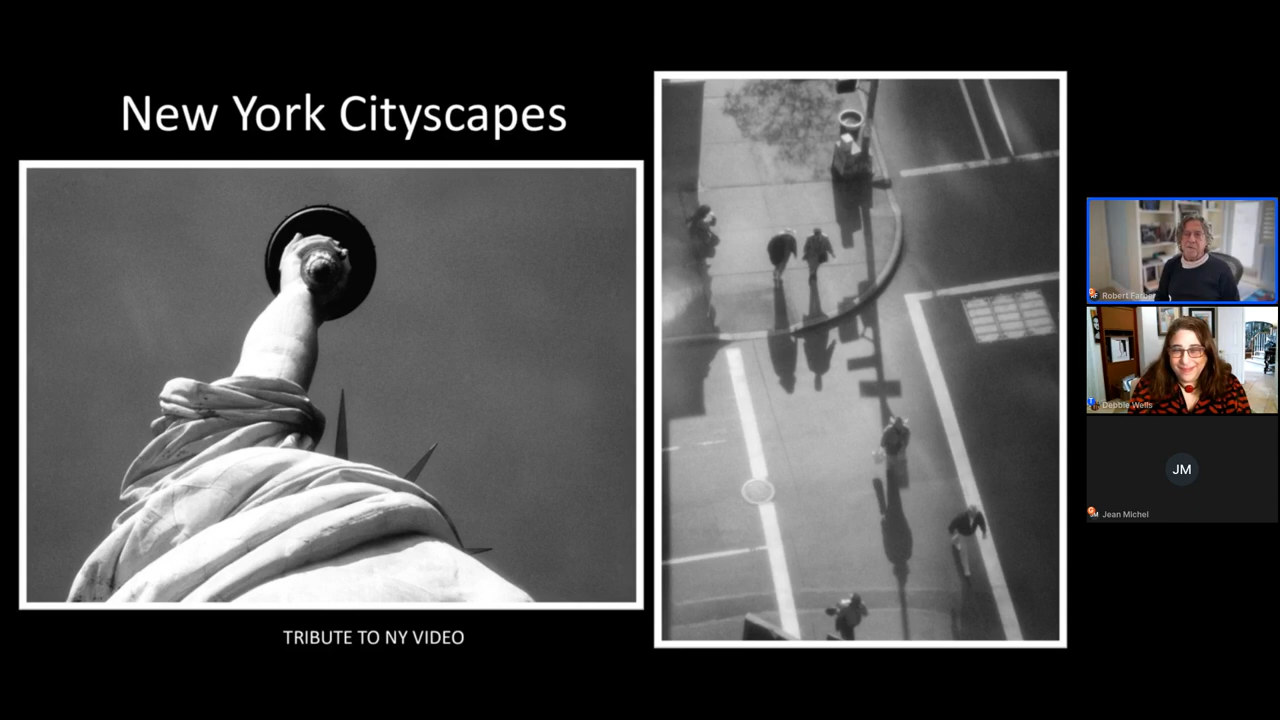 New York Cityscapes
TRIBUTE TO NY VIDEO
Robert Farber
Debbie Wells
JM
Jean Michel